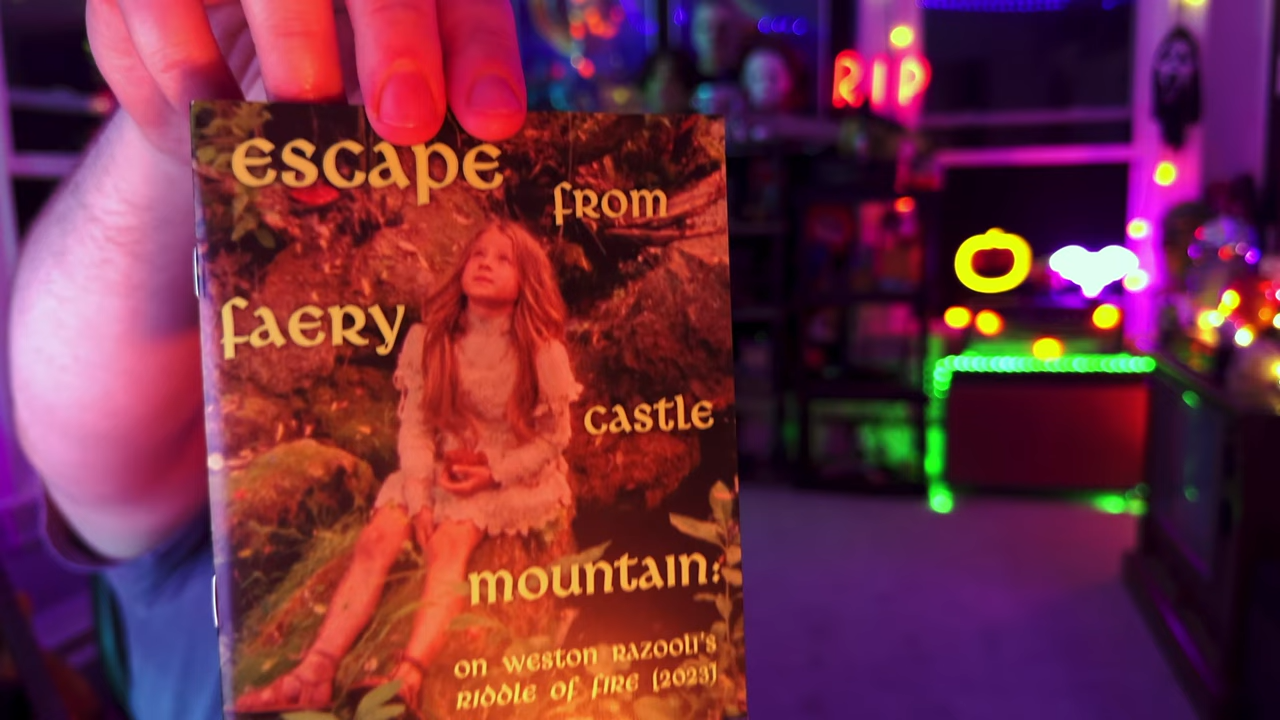 escape
from
faery
castle
mountain:
on weston razooli's
riddle of fire [2023]
RIP